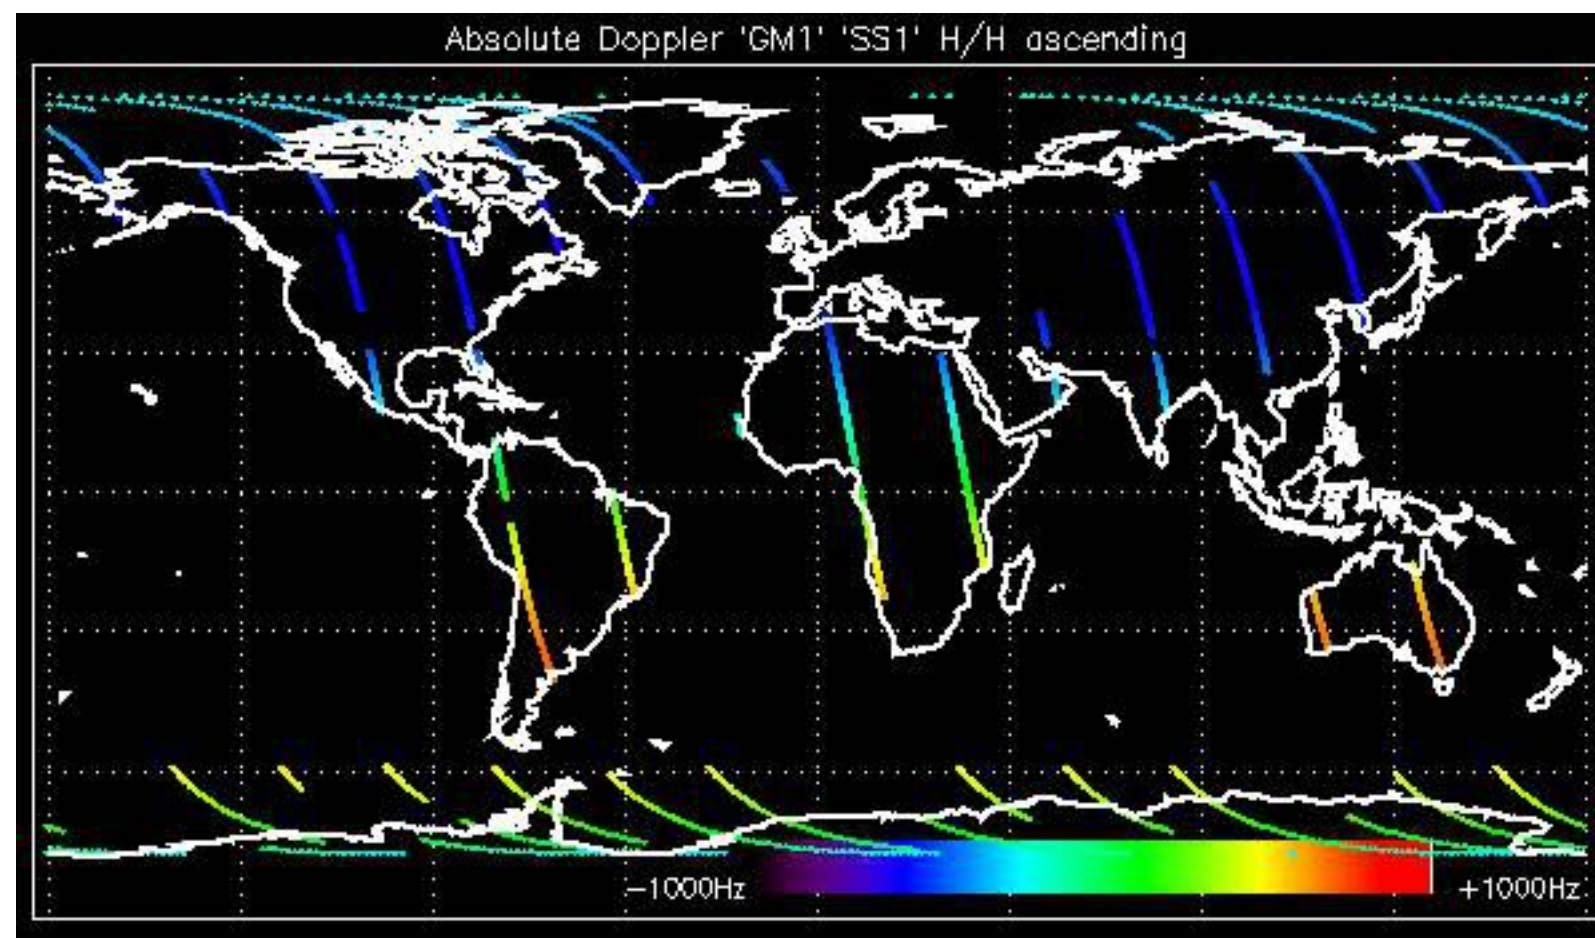 Absolute Doppler 'GM1' 'SS1' H/H ascending
−1000Hz
+1000Hz